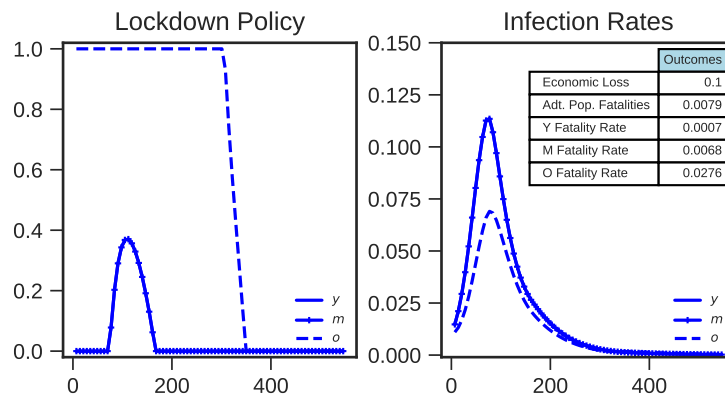 Lockdown Policy
1.0
0.8
0.6
0.4
0.2
0.0
0 200 400
y
m
o
Infection Rates
0.150
0.125
0.100
0.075
0.050
0.025
0.000
0 200 400
Outcomes
Economic Loss 0.1
Adt. Pop. Fatalities 0.0079
Y Fatality Rate 0.0007
M Fatality Rate 0.0068
O Fatality Rate 0.0276
y
m
o